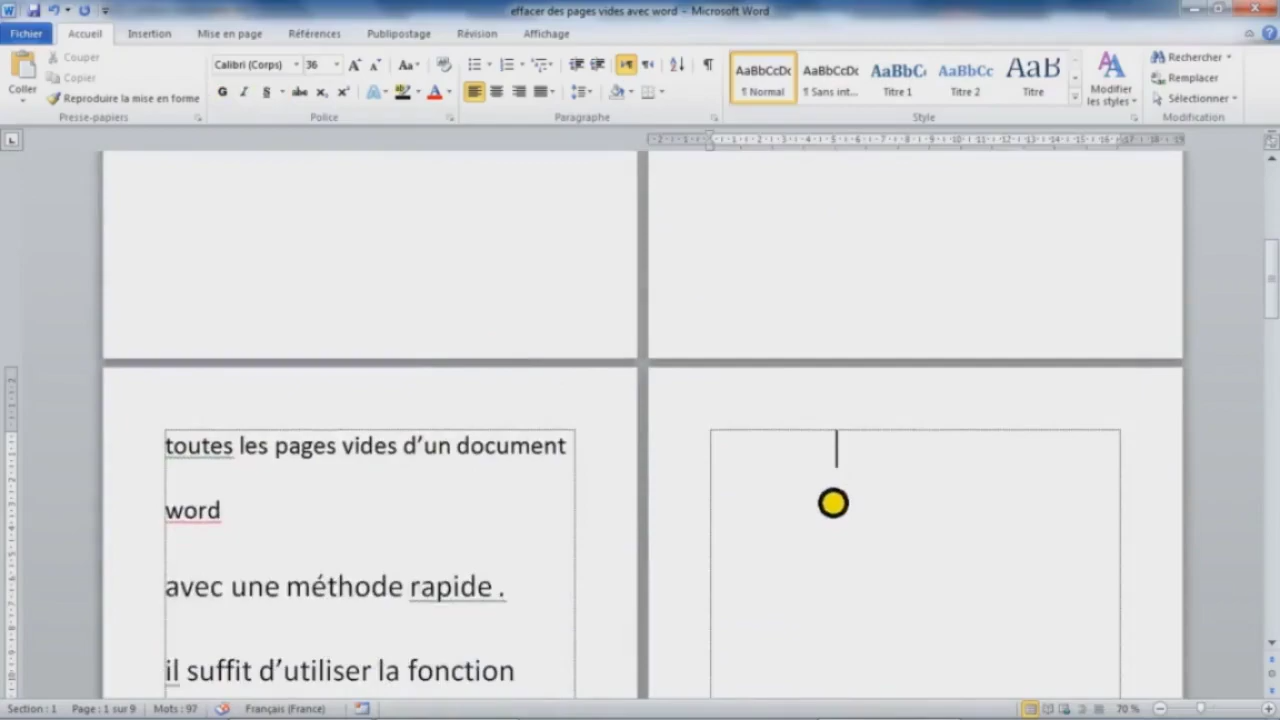 effacer des pages vides avec word - Microsoft Word
Fichier Accueil Insertion Mise en page Références Publipostage Révision Affichage
Coller
Couper
Copier
Reproduire la mise en forme
Presse-papiers
Calibri (Corps) 36
G I S abc x₂ x²
Police
Paragraphe
AaBbCcDc AaBbCcDc AaBbC AaBbCc AaB
¶ Normal ¶ Sans int... Titre 1 Titre 2 Titre
Modifier
les styles
Style
Rechercher
Remplacer
Sélectionner
Modification
toutes les pages vides d’un document
word
avec une méthode rapide .
il suffit d’utiliser la fonction
Section : 1 Page : 1 sur 9 Mots : 97 Français (France) 70 %